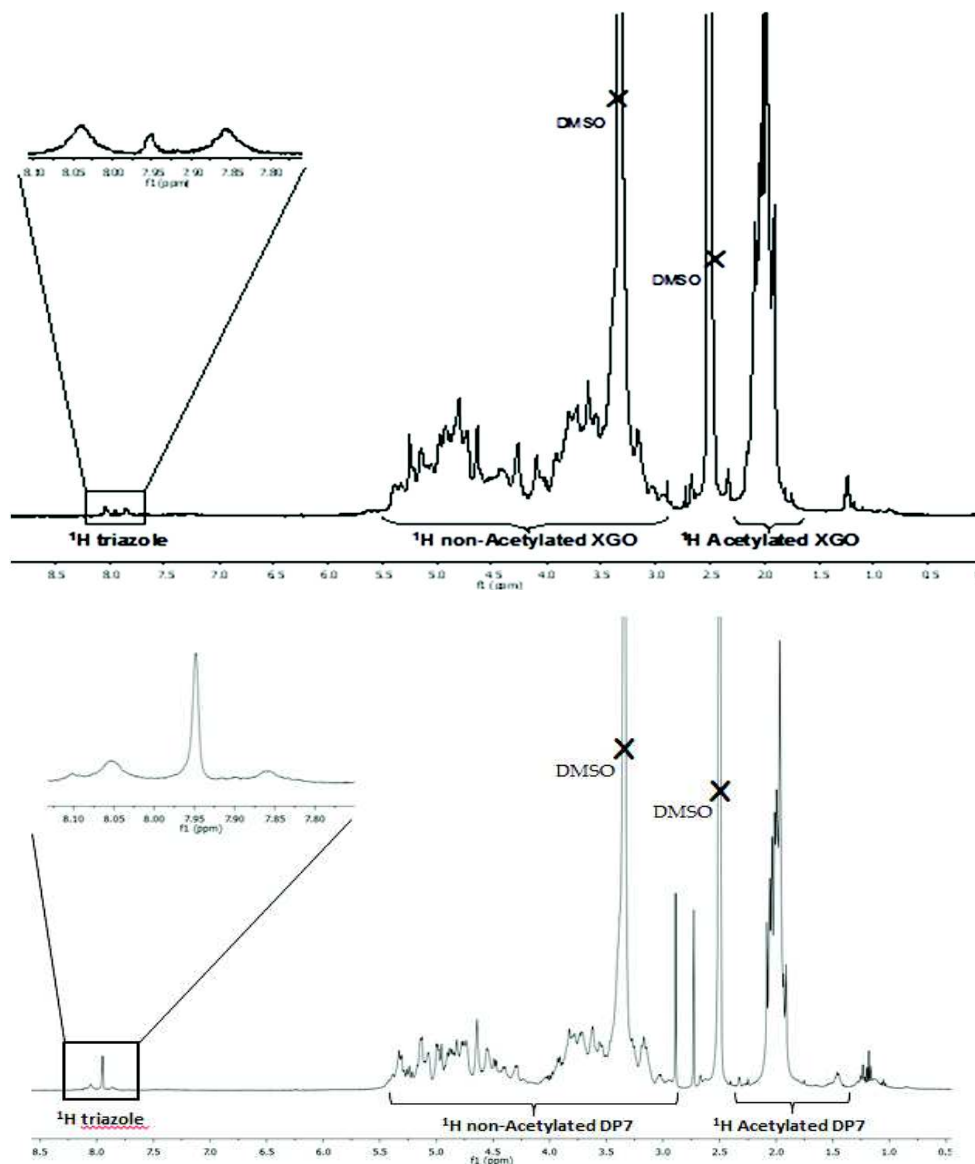 DMSO
8.10 8.05 8.00 7.95 7.90 7.85 7.80
f1 (ppm)
DMSO
¹H triazole
¹H non-Acetylated XGO
¹H Acetylated XGO
8.5 8.0 7.5 7.0 6.5 6.0 5.5 5.0 4.5 4.0 3.5 3.0 2.5 2.0 1.5 1.0 0.5 0.0
f1 (ppm)
8.10 8.05 8.00 7.95 7.90 7.85 7.80
f1 (ppm)
DMSO
DMSO
¹H triazole
¹H non-Acetylated DP7
¹H Acetylated DP7
8.5 8.0 7.5 7.0 6.5 6.0 5.5 5.0 4.5 4.0 3.5 3.0 2.5 2.0 1.5 1.0 0.5
f1 (ppm)